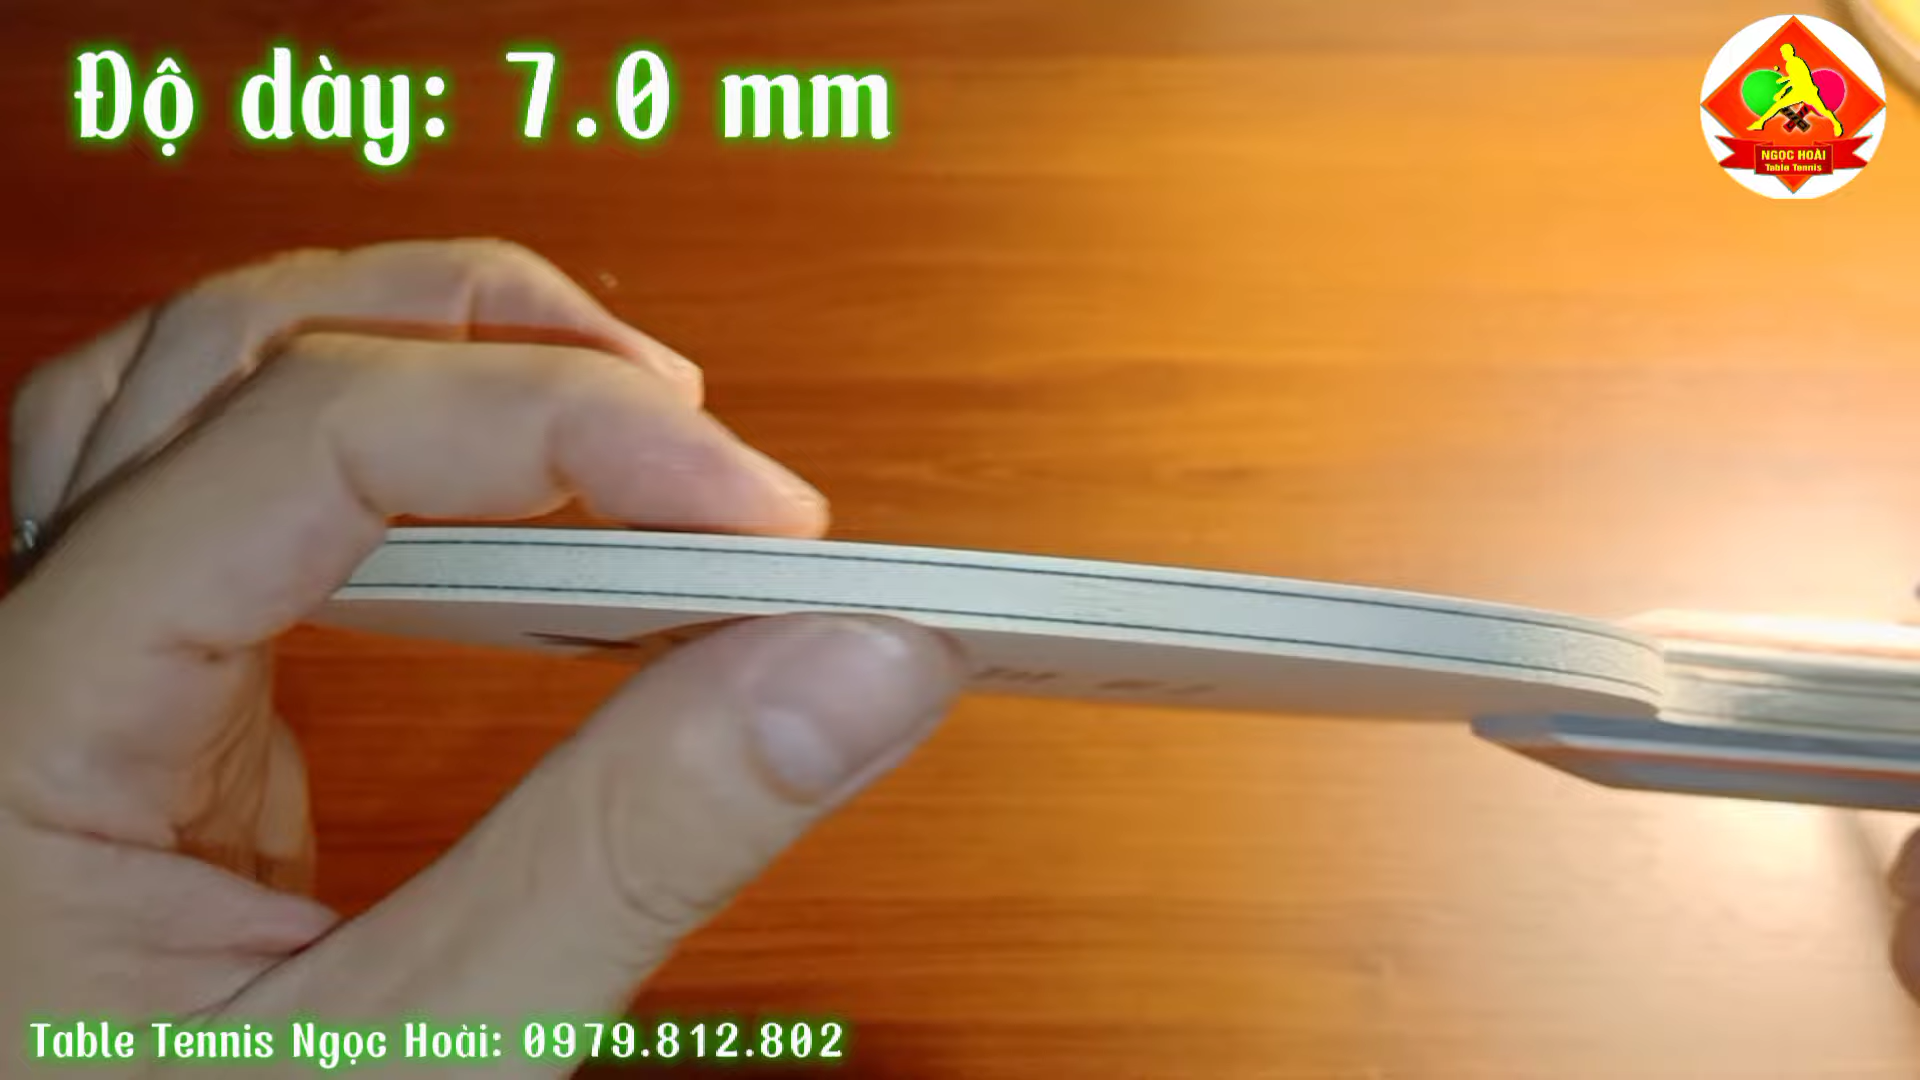 Độ dày: 7.0 mm
NGỌC HOÀI
Table Tennis
Table Tennis Ngọc Hoài: 0979.812.802